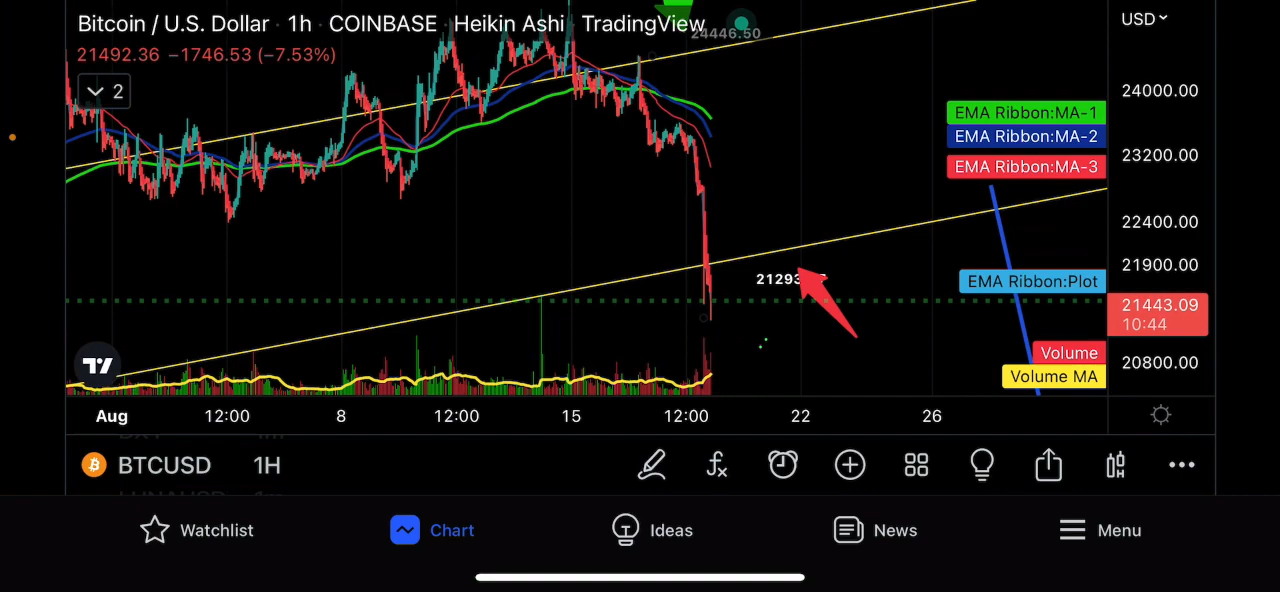 Bitcoin / U.S. Dollar · 1h · COINBASE · Heikin Ashi · TradingView
24446.50
21492.36 −1746.53 (−7.53%)
2
USD
24000.00
23200.00
22400.00
21900.00
21443.09
10:44
20800.00
EMA Ribbon:MA-1
EMA Ribbon:MA-2
EMA Ribbon:MA-3
EMA Ribbon:Plot
Volume
Volume MA
Aug 12:00 8 12:00 15 12:00 22 26
BTCUSD 1H
Watchlist Chart Ideas News Menu